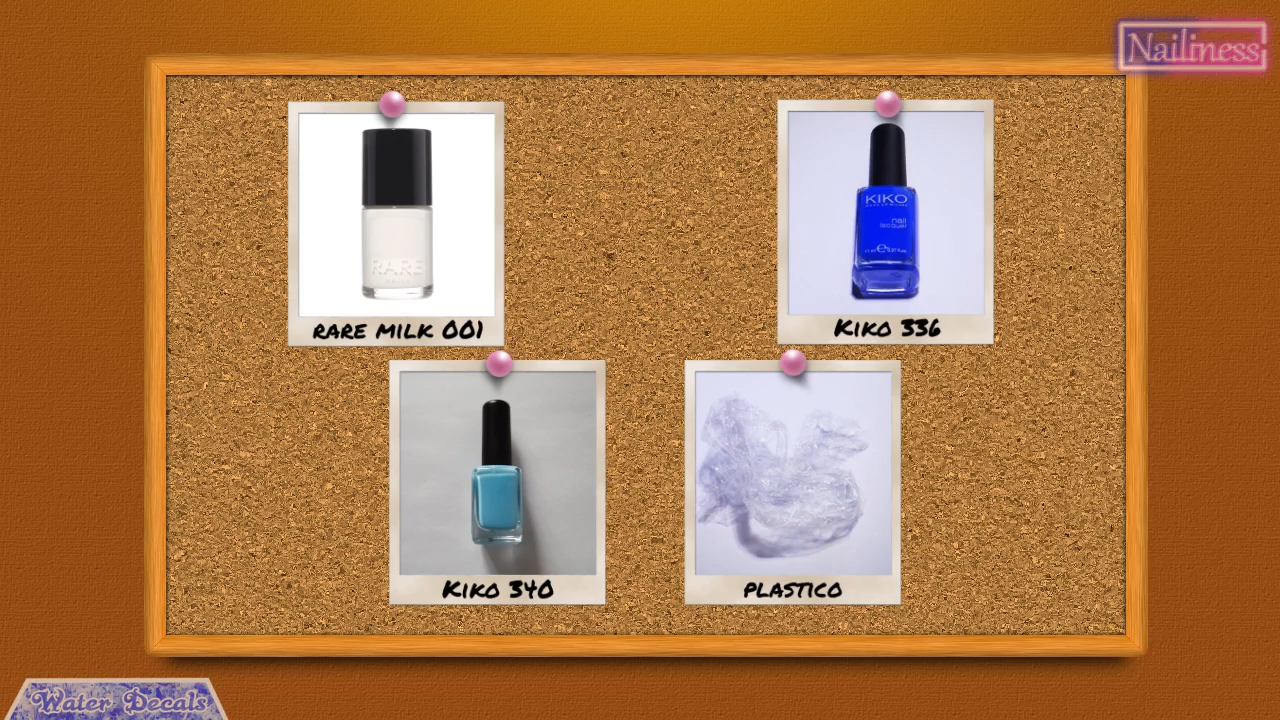 Nailiness
RARE
RARE MILK 001
KIKO
nail
lacquer
KIKO 336
KIKO 340
PLASTICO
Water Decals